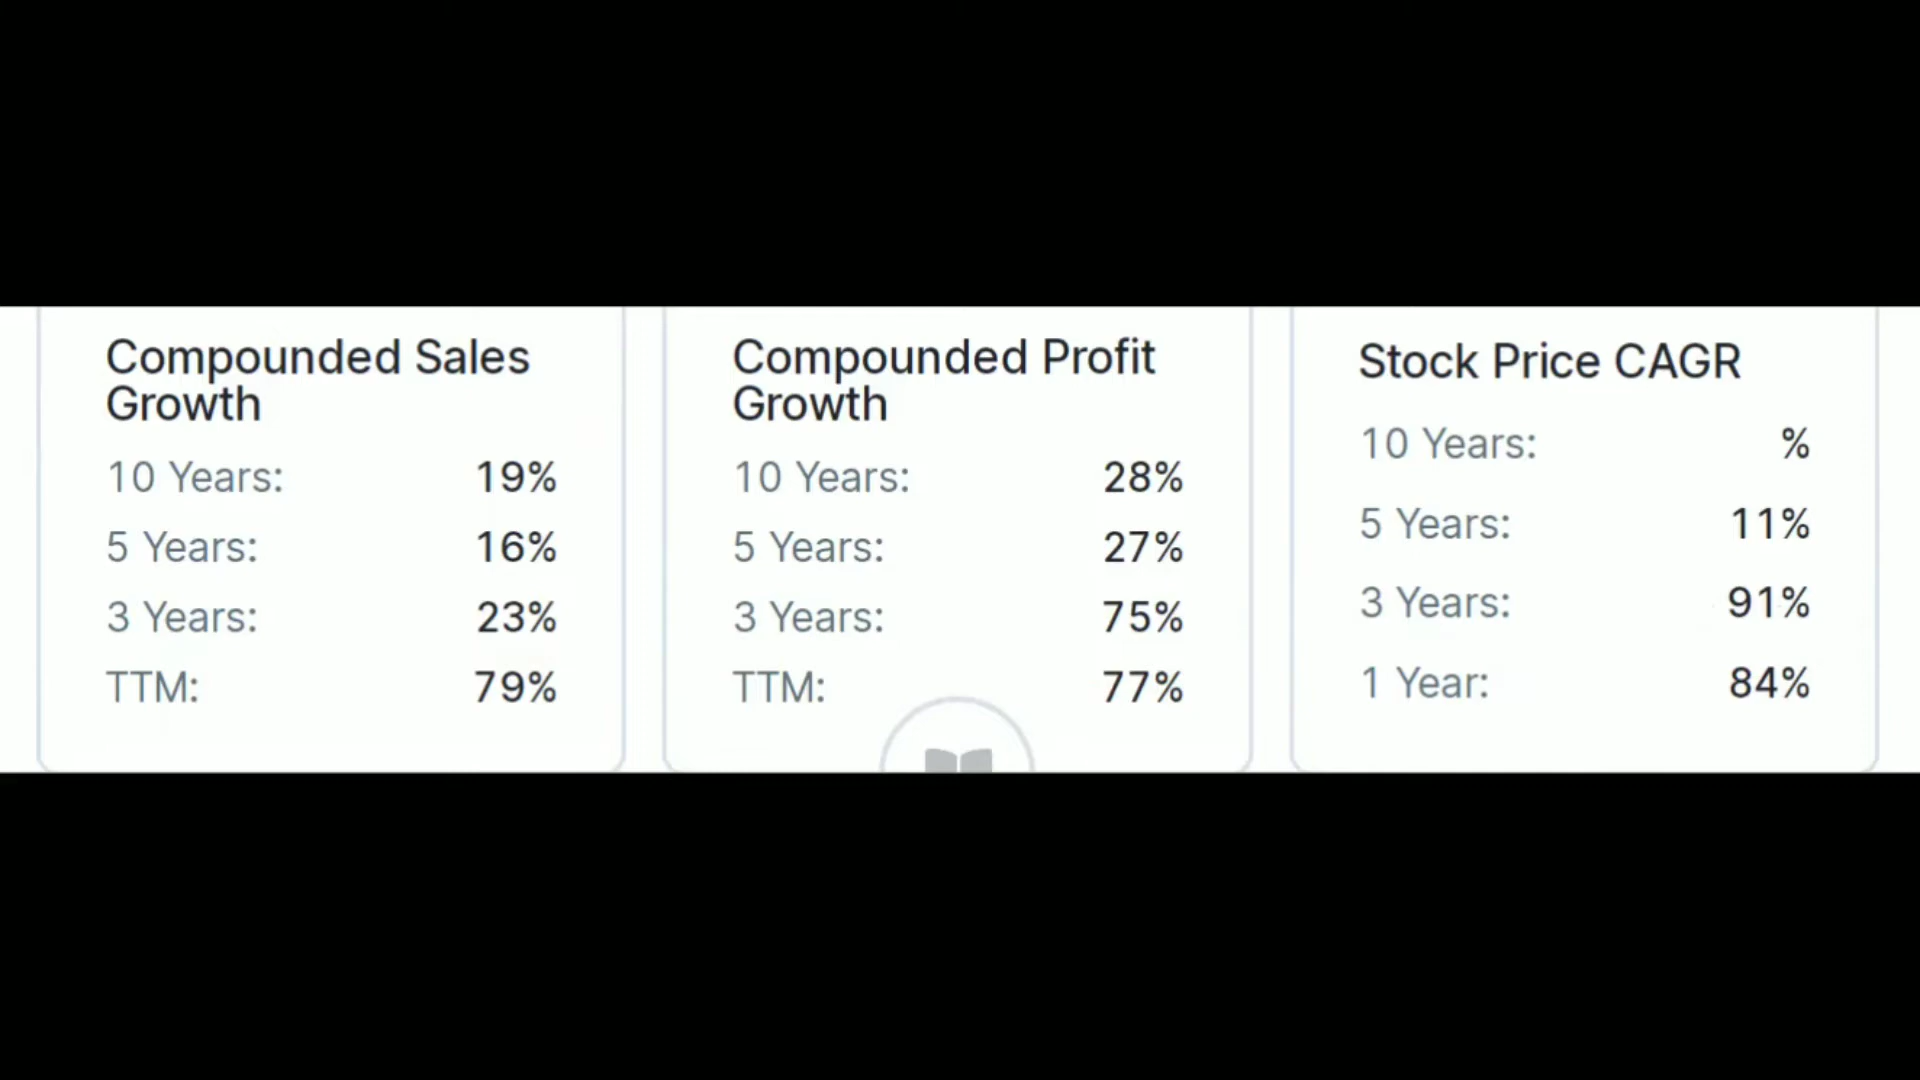 Compounded Sales
Growth
10 Years: 19%
5 Years: 16%
3 Years: 23%
TTM: 79%
Compounded Profit
Growth
10 Years: 28%
5 Years: 27%
3 Years: 75%
TTM: 77%
Stock Price CAGR
10 Years: %
5 Years: 11%
3 Years: 91%
1 Year: 84%